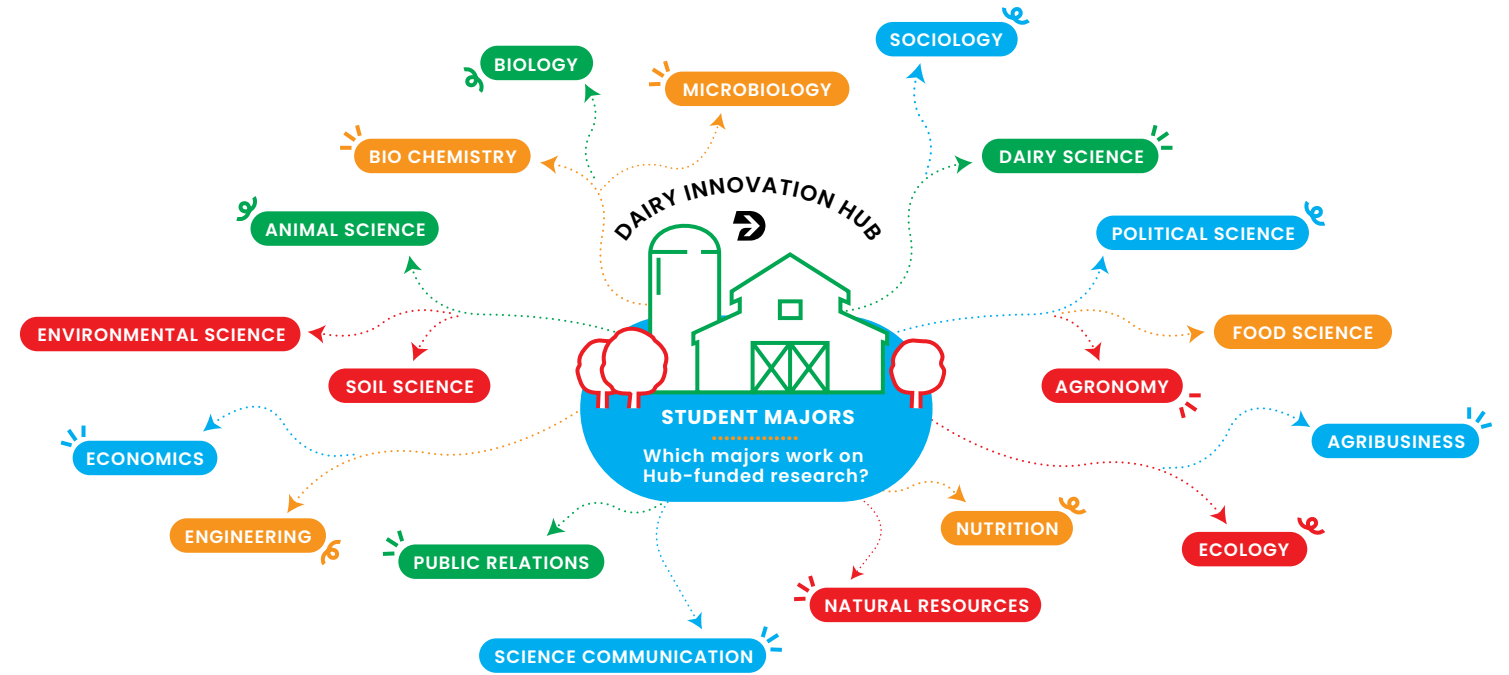 SOCIOLOGY
BIOLOGY
MICROBIOLOGY
BIO CHEMISTRY
DAIRY SCIENCE
ANIMAL SCIENCE
DAIRY INNOVATION HUB
POLITICAL SCIENCE
ENVIRONMENTAL SCIENCE
FOOD SCIENCE
SOIL SCIENCE
AGRONOMY
STUDENT MAJORS
Which majors work on
Hub-funded research?
ECONOMICS
AGRIBUSINESS
ENGINEERING
NUTRITION
PUBLIC RELATIONS
ECOLOGY
NATURAL RESOURCES
SCIENCE COMMUNICATION